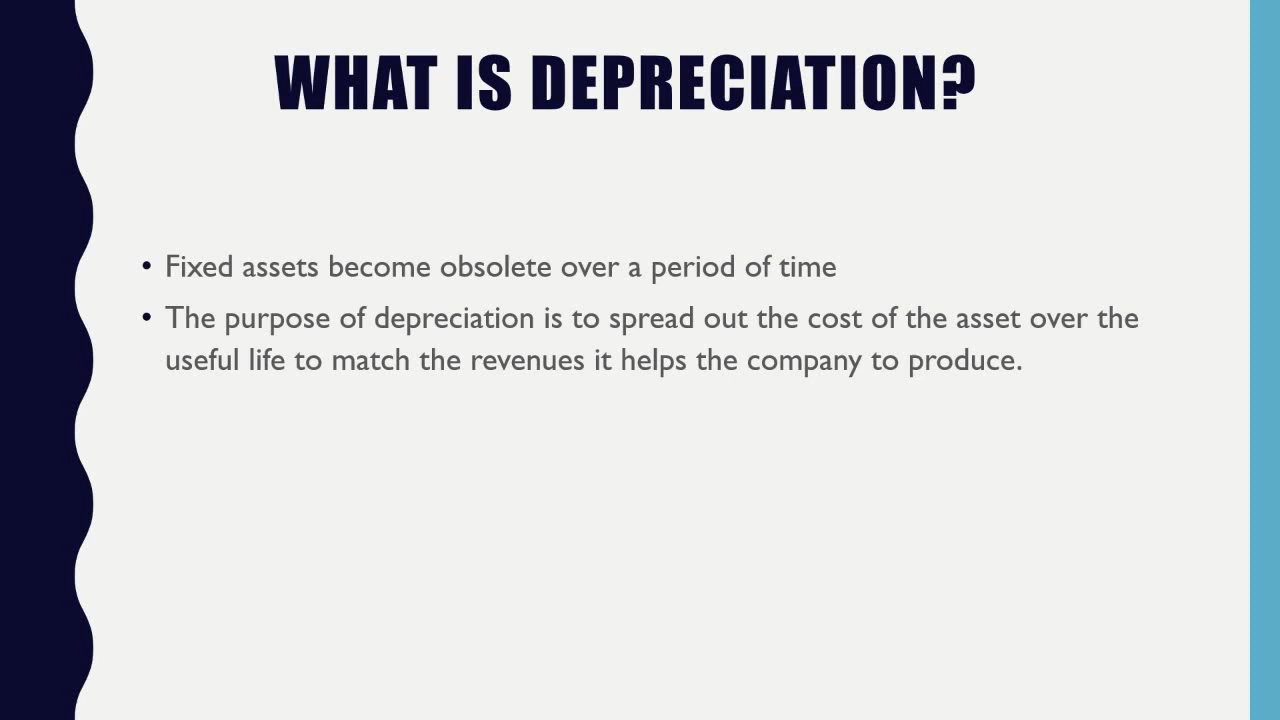 WHAT IS DEPRECIATION?
• Fixed assets become obsolete over a period of time
• The purpose of depreciation is to spread out the cost of the asset over the
useful life to match the revenues it helps the company to produce.